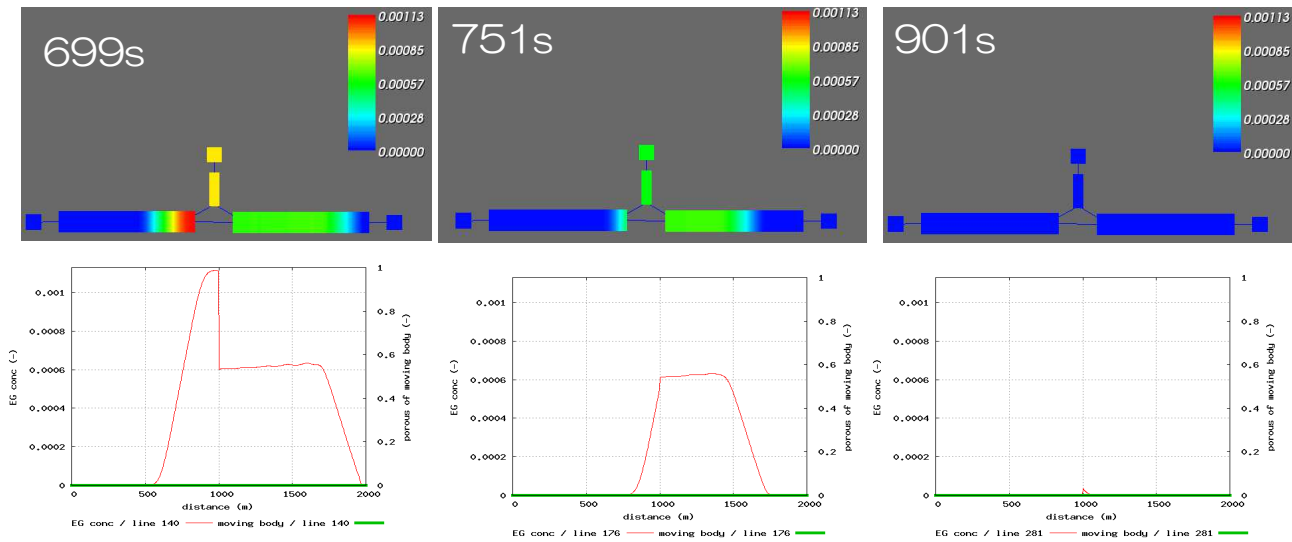 699s
0.00113
0.00085
0.00057
0.00028
0.00000
751s
0.00113
0.00085
0.00057
0.00028
0.00000
901s
0.00113
0.00085
0.00057
0.00028
0.00000
EG conc (-)
0.001
0.0008
0.0006
0.0004
0.0002
0
1
0.8
0.6
0.4
0.2
0
porous of moving body (-)
0 500 1000 1500 2000
distance (m)
EG conc / line 140 moving body / line 140
EG conc (-)
0.001
0.0008
0.0006
0.0004
0.0002
0
1
0.8
0.6
0.4
0.2
0
porous of moving body (-)
0 500 1000 1500 2000
distance (m)
EG conc / line 176 moving body / line 176
EG conc (-)
0.001
0.0008
0.0006
0.0004
0.0002
0
1
0.8
0.6
0.4
0.2
0
porous of moving body (-)
0 500 1000 1500 2000
distance (m)
EG conc / line 281 moving body / line 281